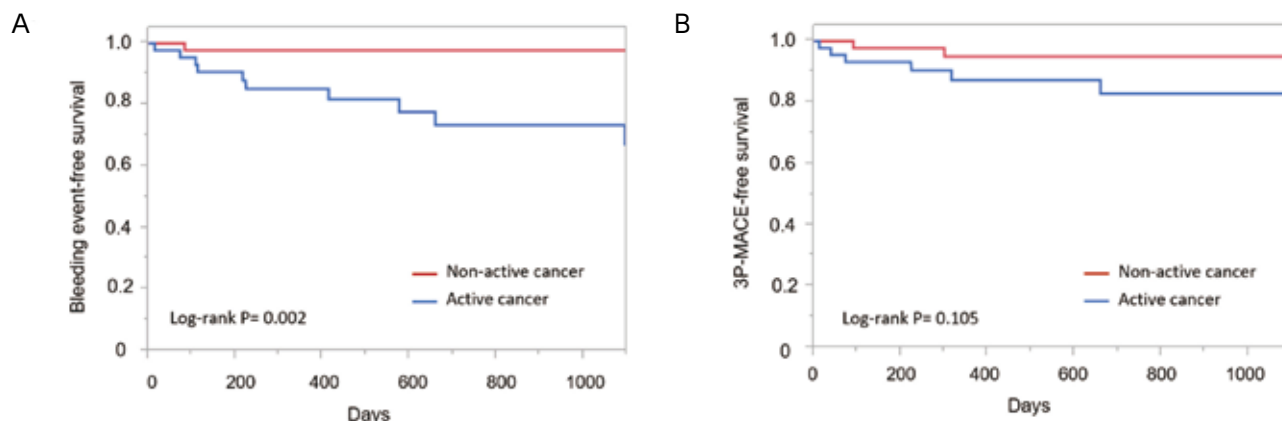 A
Bleeding event-free survival
1.0
0.8
0.6
0.4
0.2
0
Non-active cancer
Active cancer
Log-rank P= 0.002
0 200 400 600 800 1000
Days
B
3P-MACE-free survival
1.0
0.8
0.6
0.4
0.2
0
Non-active cancer
Active cancer
Log-rank P= 0.105
0 200 400 600 800 1000
Days